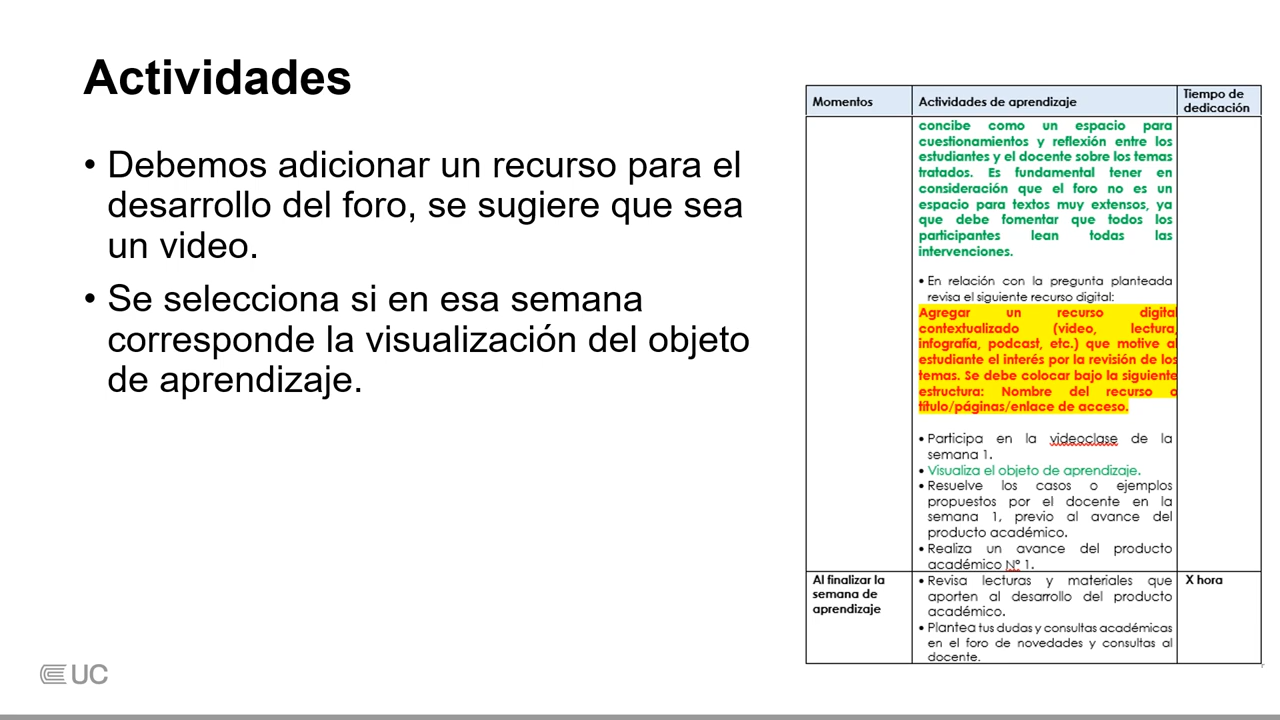 Actividades
• Debemos adicionar un recurso para el
desarrollo del foro, se sugiere que sea
un video.
• Se selecciona si en esa semana
corresponde la visualización del objeto
de aprendizaje.
Momentos
Actividades de aprendizaje
Tiempo de
dedicación
concibe como un espacio para
cuestionamientos y reflexión entre los
estudiantes y el docente sobre los temas
tratados. Es fundamental tener en
consideración que el foro no es un
espacio para textos muy extensos, ya
que debe fomentar que todos los
participantes lean todas las
intervenciones.
• En relación con la pregunta planteada
revisa el siguiente recurso digital:
Agregar un recurso digital
contextualizado (video, lectura,
infografía, podcast, etc.) que motive al
estudiante el interés por la revisión de los
temas. Se debe colocar bajo la siguiente
estructura: Nombre del recurso o
título/páginas/enlace de acceso.
• Participa en la videoclase de la
semana 1.
• Visualiza el objeto de aprendizaje.
• Resuelve los casos o ejemplos
propuestos por el docente en la
semana 1, previo al avance del
producto académico.
• Realiza un avance del producto
académico Nº 1.
Al finalizar la
semana de
aprendizaje
• Revisa lecturas y materiales que
aporten al desarrollo del producto
académico.
• Plantea tus dudas y consultas académicas
en el foro de novedades y consultas al
docente.
X hora
UC